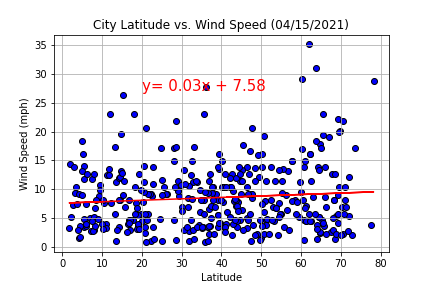 City Latitude vs. Wind Speed (04/15/2021)
35
30
25
20
15
10
5
0
Wind Speed (mph)
y= 0.03x + 7.58
0 10 20 30 40 50 60 70 80
Latitude